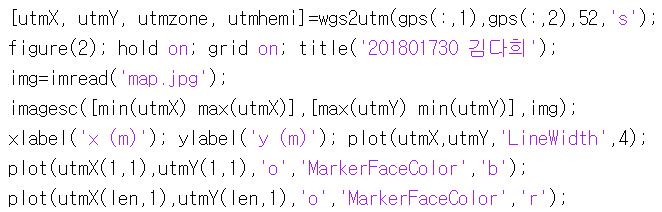 [utmX, utmY, utmzone, utmhemi]=wgs2utm(gps(:,1),gps(:,2),52,'s');
figure(2); hold on; grid on; title('201801730 김다희');
img=imread('map.jpg');
imagesc([min(utmX) max(utmX)],[max(utmY) min(utmY)],img);
xlabel('x (m)'); ylabel('y (m)'); plot(utmX,utmY,'LineWidth',4);
plot(utmX(1,1),utmY(1,1),'o','MarkerFaceColor','b');
plot(utmX(len,1),utmY(len,1),'o','MarkerFaceColor','r');